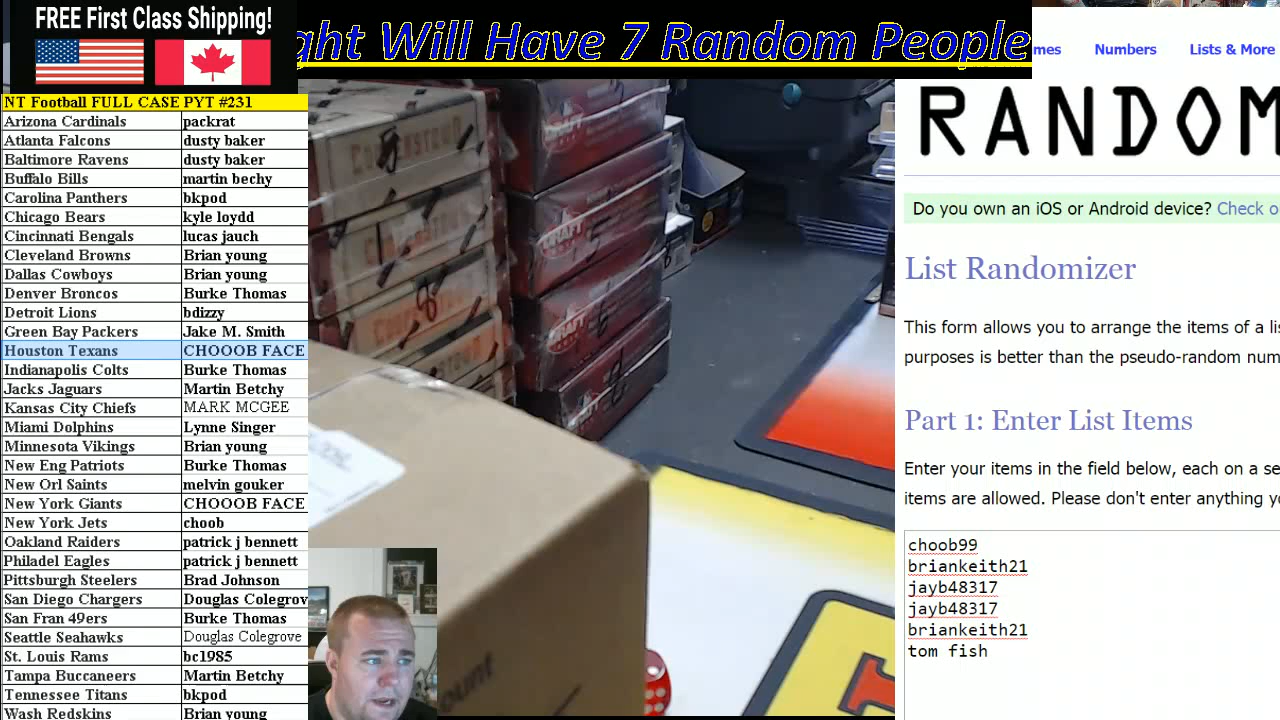 FREE First Class Shipping!
ght Will Have 7 Random People
mes Numbers Lists & More
NT Football FULL CASE PYT #231
Arizona Cardinals packrat
Atlanta Falcons dusty baker
Baltimore Ravens dusty baker
Buffalo Bills martin bechy
Carolina Panthers bkpod
Chicago Bears kyle loydd
Cincinnati Bengals lucas jauch
Cleveland Browns Brian young
Dallas Cowboys Brian young
Denver Broncos Burke Thomas
Detroit Lions bdizzy
Green Bay Packers Jake M. Smith
Houston Texans CHOOOB FACE
Indianapolis Colts Burke Thomas
Jacks Jaguars Martin Betchy
Kansas City Chiefs MARK MCGEE
Miami Dolphins Lynne Singer
Minnesota Vikings Brian young
New Eng Patriots Burke Thomas
New Orl Saints melvin gouker
New York Giants CHOOOB FACE
New York Jets choob
Oakland Raiders patrick j bennett
Philadel Eagles patrick j bennett
Pittsburgh Steelers Brad Johnson
San Diego Chargers Douglas Colegrov
San Fran 49ers Burke Thomas
Seattle Seahawks Douglas Colegrove
St. Louis Rams bc1985
Tampa Buccaneers Martin Betchy
Tennessee Titans bkpod
Wash Redskins Brian young
RANDOM
Do you own an iOS or Android device? Check o
List Randomizer
This form allows you to arrange the items of a lis
purposes is better than the pseudo-random num
Part 1: Enter List Items
Enter your items in the field below, each on a se
items are allowed. Please don't enter anything yo
choob99
briankeith21
jayb48317
jayb48317
briankeith21
tom fish